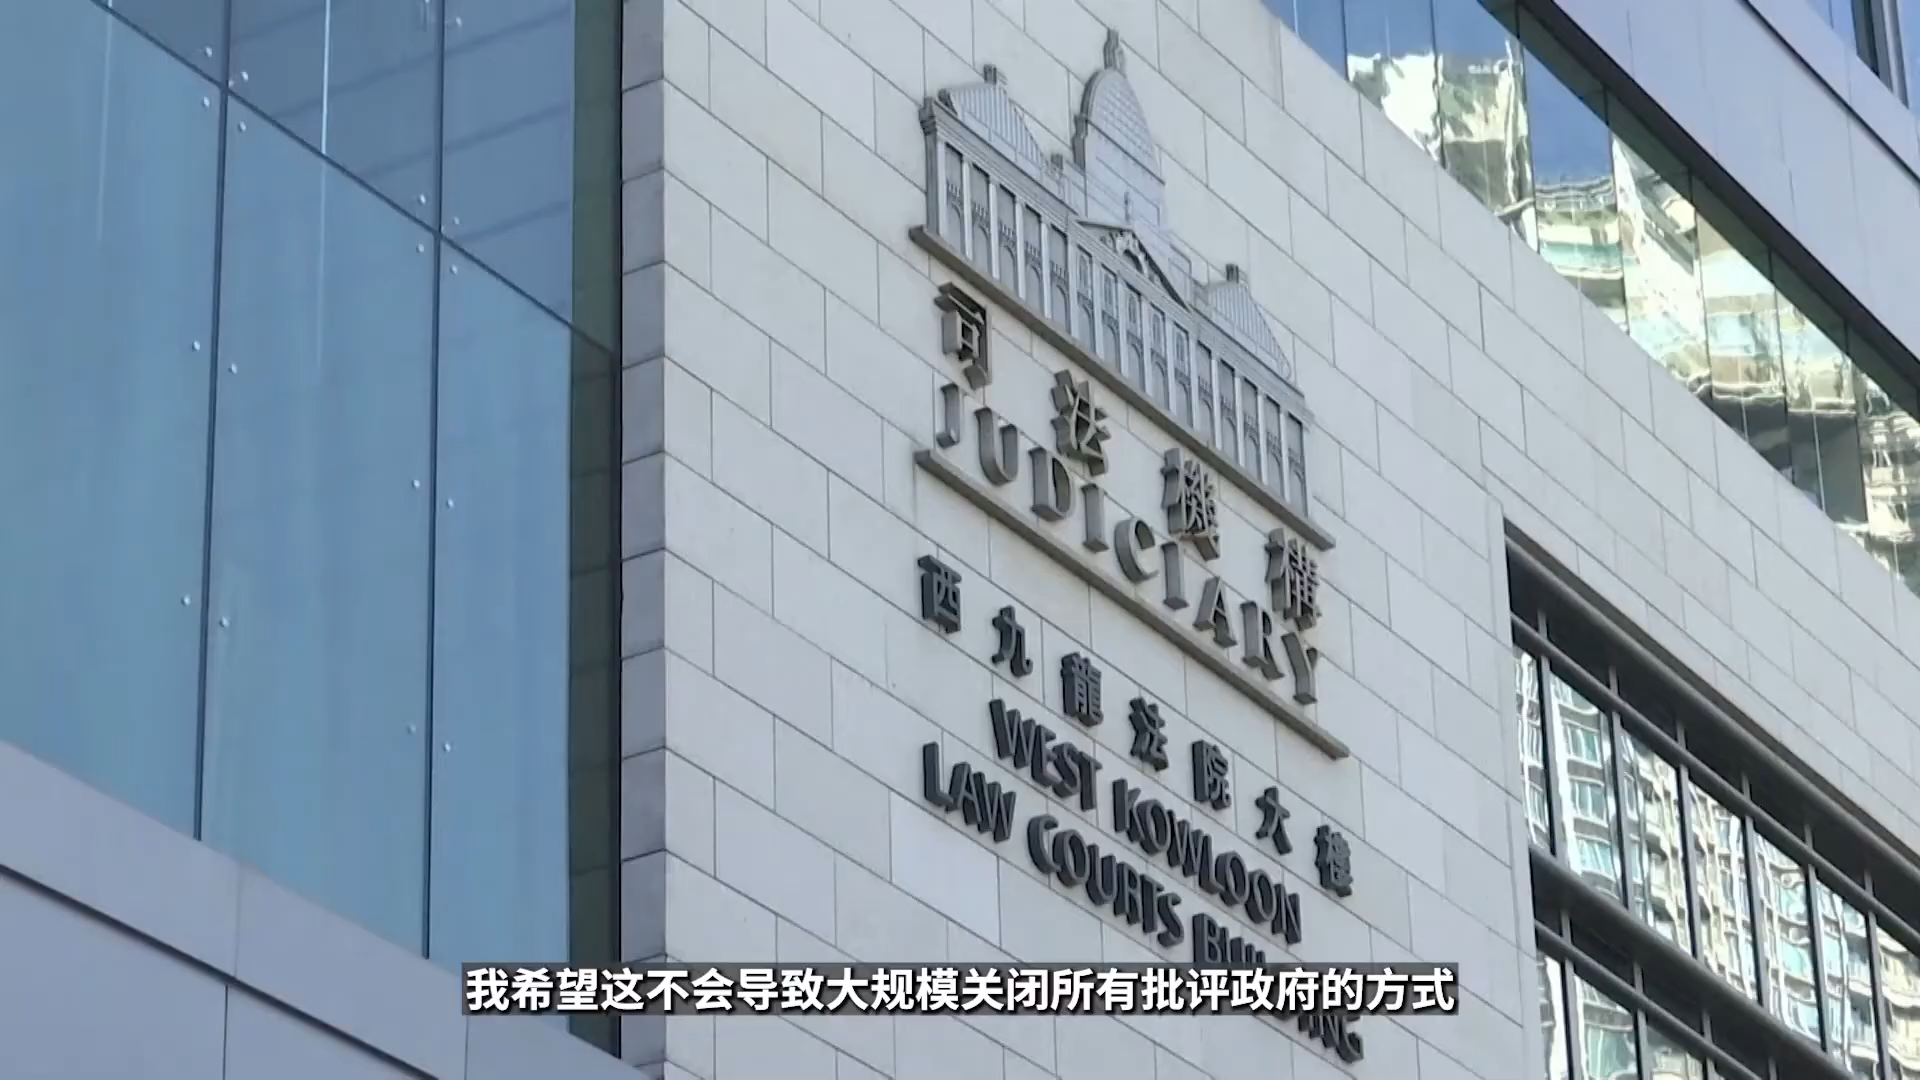 司法機構
JUDICIARY
西九龍法院大樓
WEST KOWLOON
LAW COURTS BUILDING
我希望这不会导致大规模关闭所有批评政府的方式